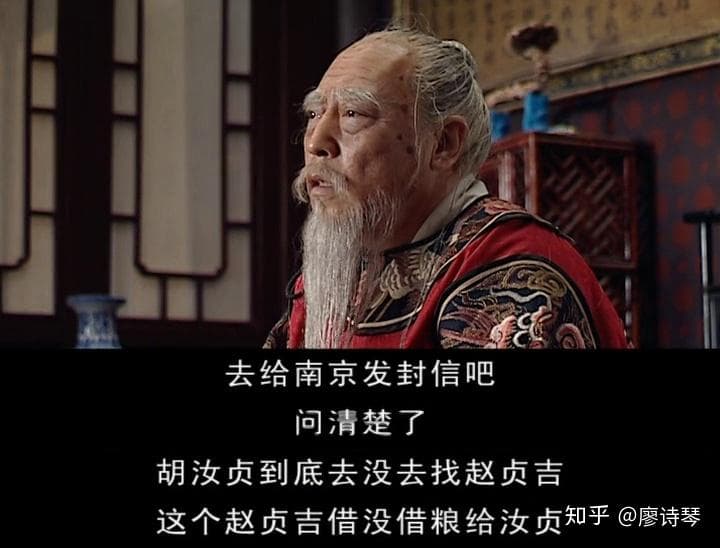 去给南京发封信吧
问清楚了
胡汝贞到底去没去找赵贞吉
这个赵贞吉借没借粮给汝贞
知乎 @廖诗琴